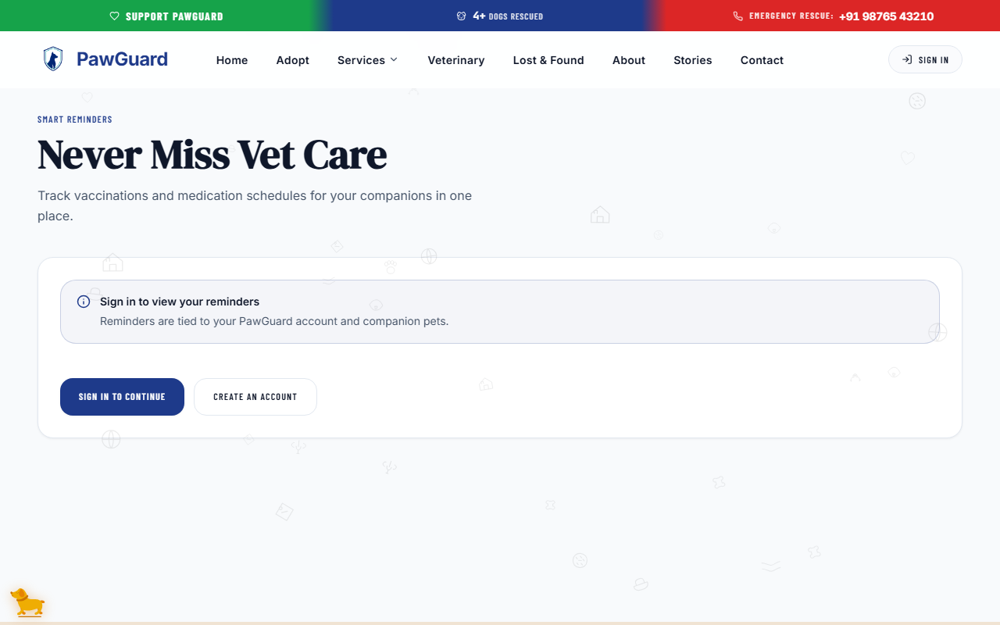 SUPPORT PAWGUARD
4+ DOGS RESCUED
EMERGENCY RESCUE: +91 98765 43210
PawGuard
Home
Adopt
Services
Veterinary
Lost & Found
About
Stories
Contact
SIGN IN
SMART REMINDERS
Never Miss Vet Care
Track vaccinations and medication schedules for your companions in one
place.
Sign in to view your reminders
Reminders are tied to your PawGuard account and companion pets.
SIGN IN TO CONTINUE
CREATE AN ACCOUNT